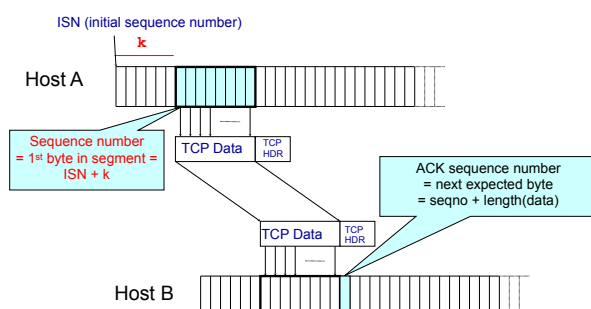 ISN (initial sequence number)
k
Host A
Sequence number
= 1st byte in segment =
ISN + k
TCP Data
TCP
HDR
ACK sequence number
= next expected byte
= seqno + length(data)
TCP Data
TCP
HDR
Host B